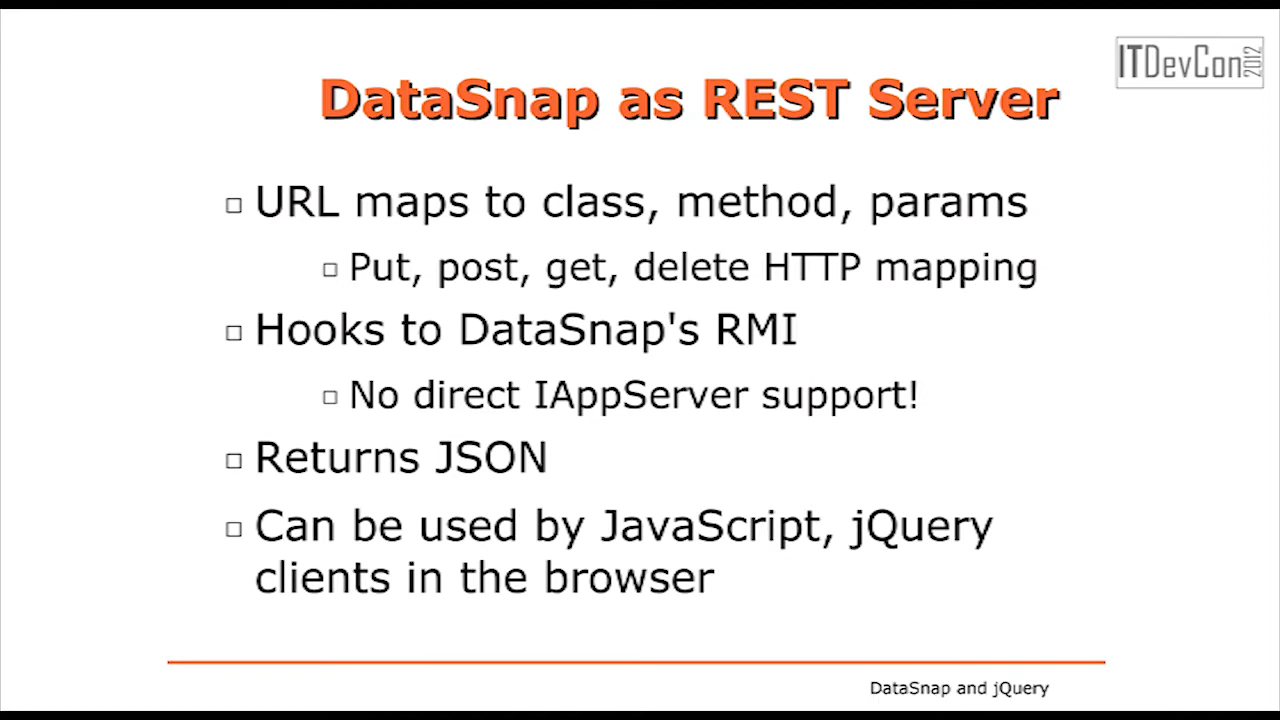 ITDevCon 2012
DataSnap as REST Server
URL maps to class, method, params
Put, post, get, delete HTTP mapping
Hooks to DataSnap's RMI
No direct IAppServer support!
Returns JSON
Can be used by JavaScript, jQuery
clients in the browser
DataSnap and jQuery